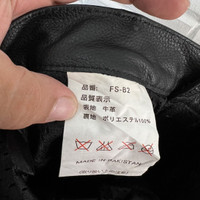 品番： FS-B2
品質表示
表地 牛革
裏地 ポリエステル100%
MADE IN PAKISTAN